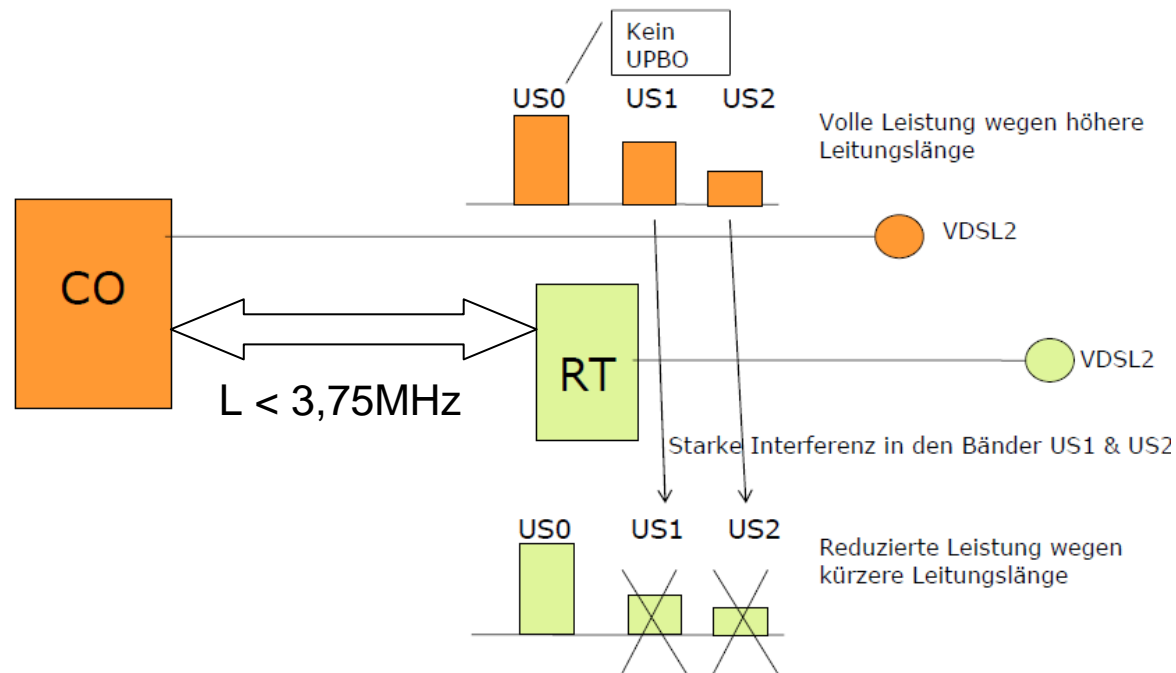 Kein
UPBO
US0 US1 US2
Volle Leistung wegen höhere
Leitungslänge
VDSL2
CO
RT
VDSL2
L < 3,75MHz
Starke Interferenz in den Bänder US1 & US2
US0 US1 US2
Reduzierte Leistung wegen
kürzere Leitungslänge